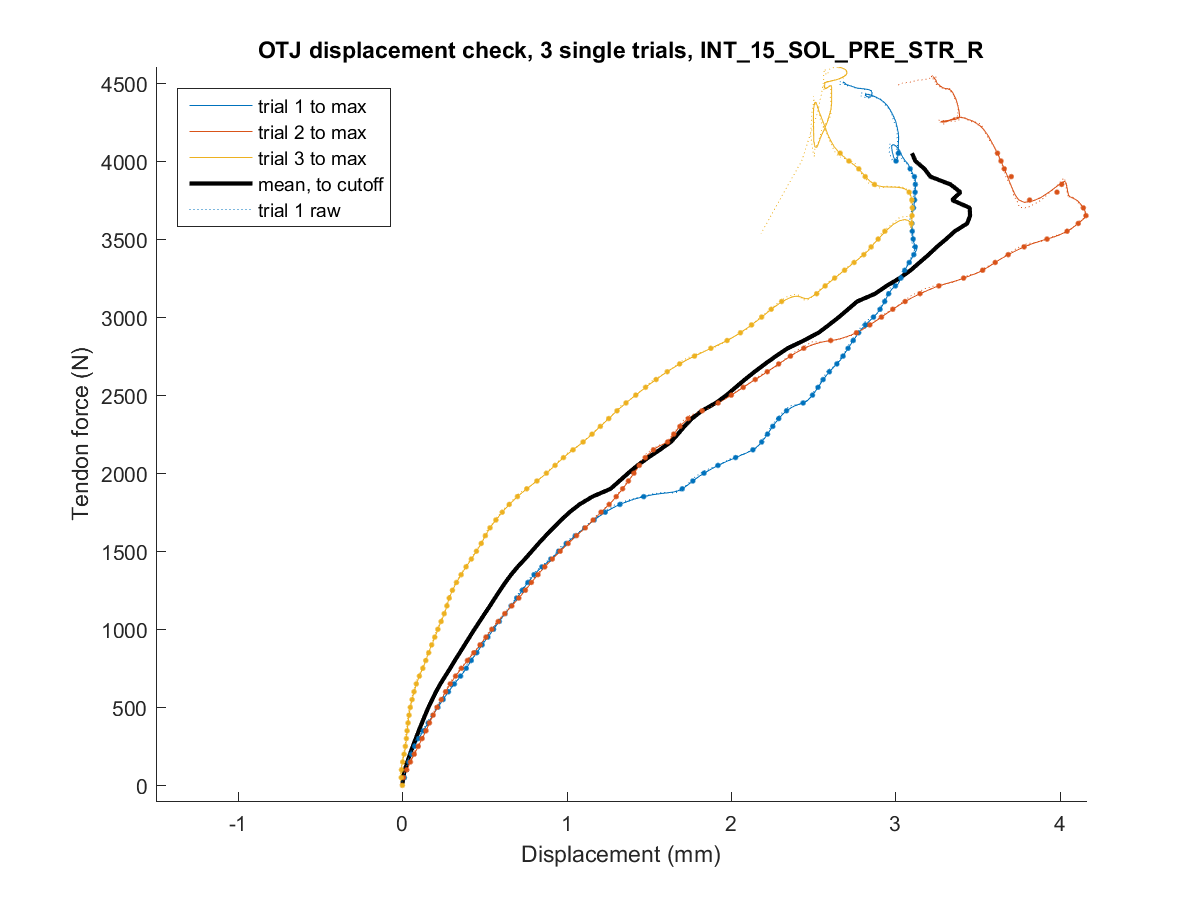 OTJ displacement check, 3 single trials, INT_15_SOL_PRE_STR_R
4500
4000
3500
3000
2500
2000
1500
1000
500
0
Tendon force (N)
trial 1 to max
trial 2 to max
trial 3 to max
mean, to cutoff
trial 1 raw
-1
0
1
2
3
4
Displacement (mm)